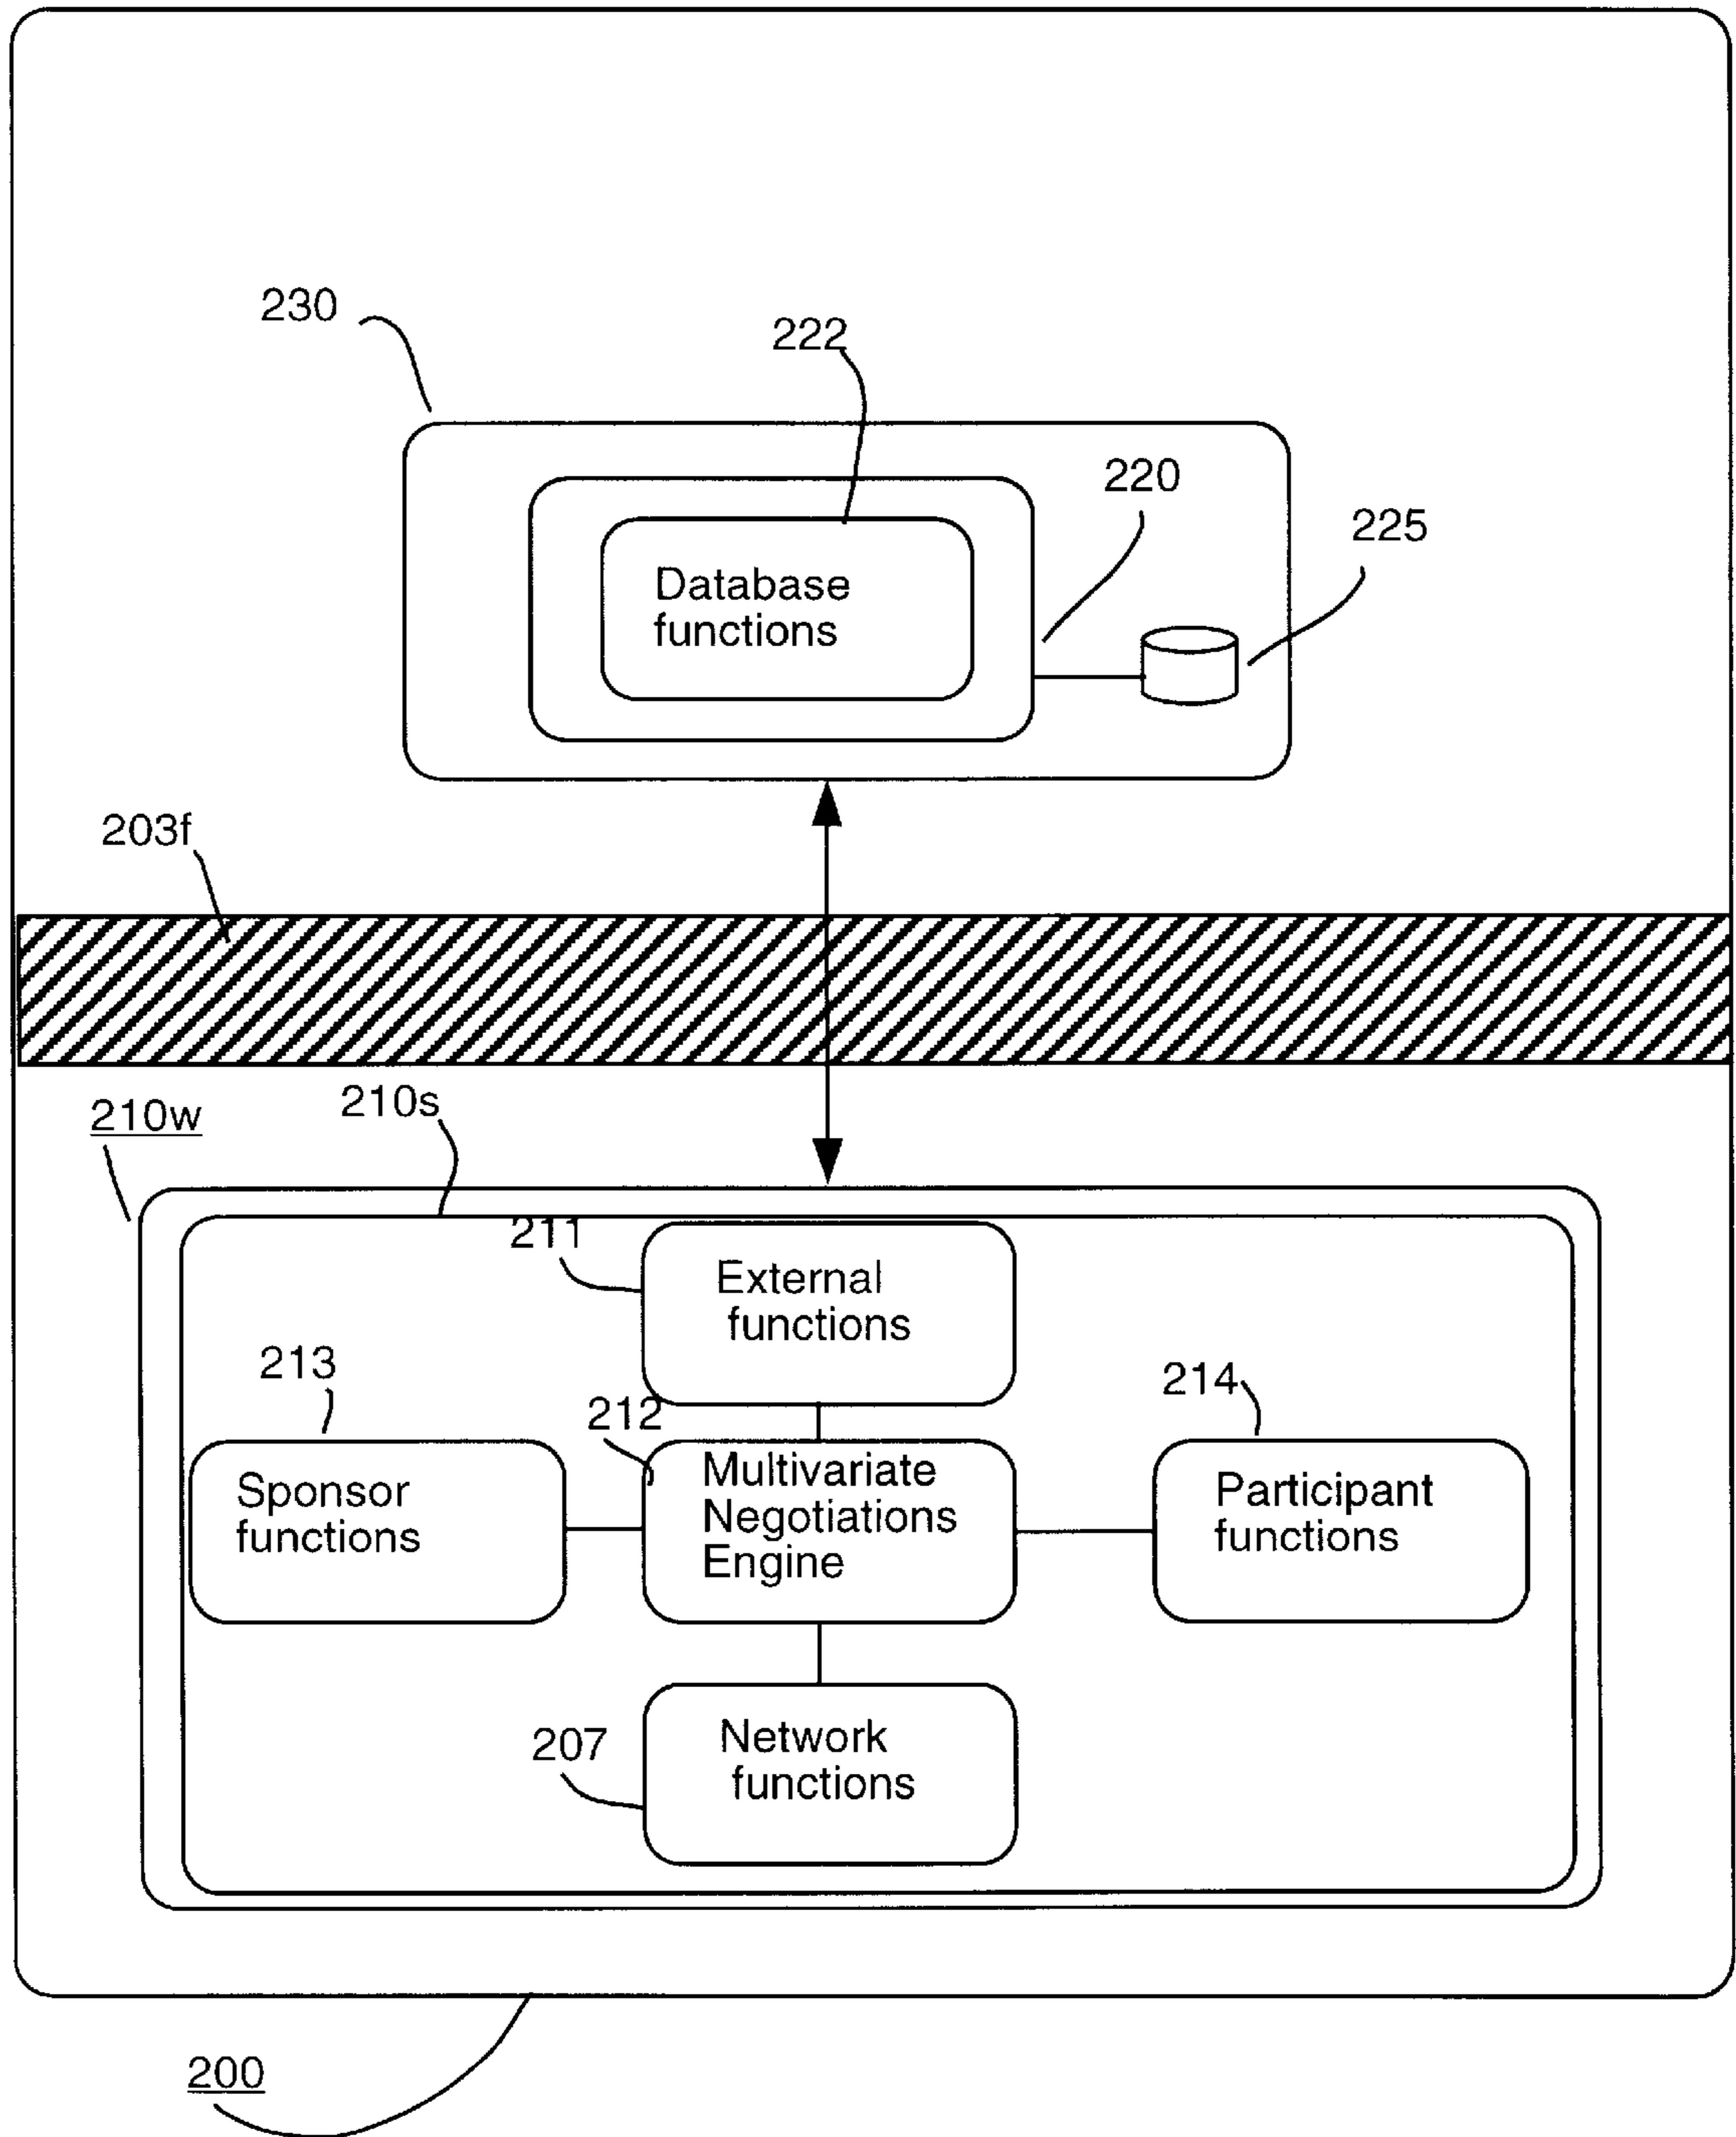 230
222
220
225
Database
functions
203f
210w
210s
211
External
functions
213
212
214
Sponsor
functions
Multivariate
Negotiations
Engine
Participant
functions
207
Network
functions
200